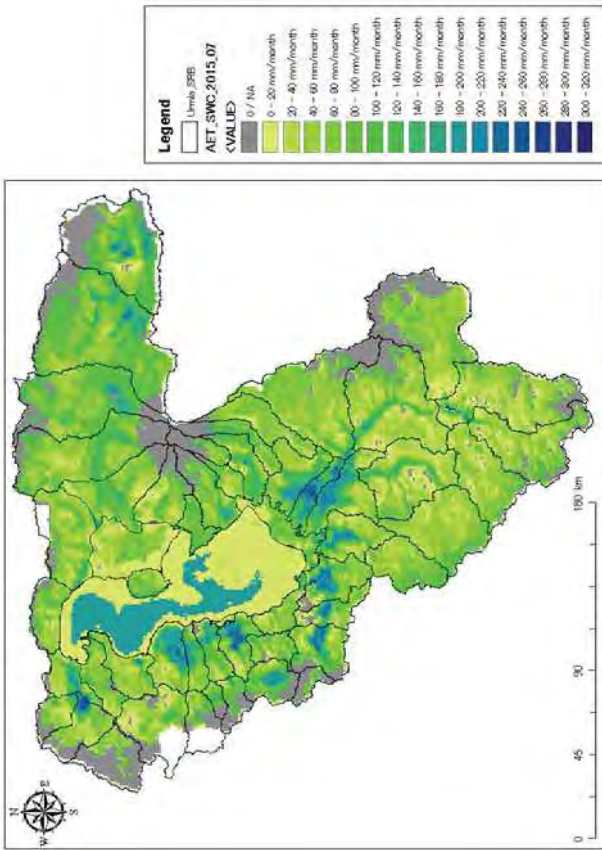 Legend
Urmia_SRB
AET_SWC_2015_07
<VALUE>
0 / NA
0 - 20 mm/month
20 - 40 mm/month
40 - 60 mm/month
60 - 80 mm/month
80 - 100 mm/month
100 - 120 mm/month
120 - 140 mm/month
140 - 160 mm/month
160 - 180 mm/month
180 - 200 mm/month
200 - 220 mm/month
220 - 240 mm/month
240 - 260 mm/month
260 - 280 mm/month
280 - 300 mm/month
300 - 320 mm/month
N
W E
S
0 45 90 180 km